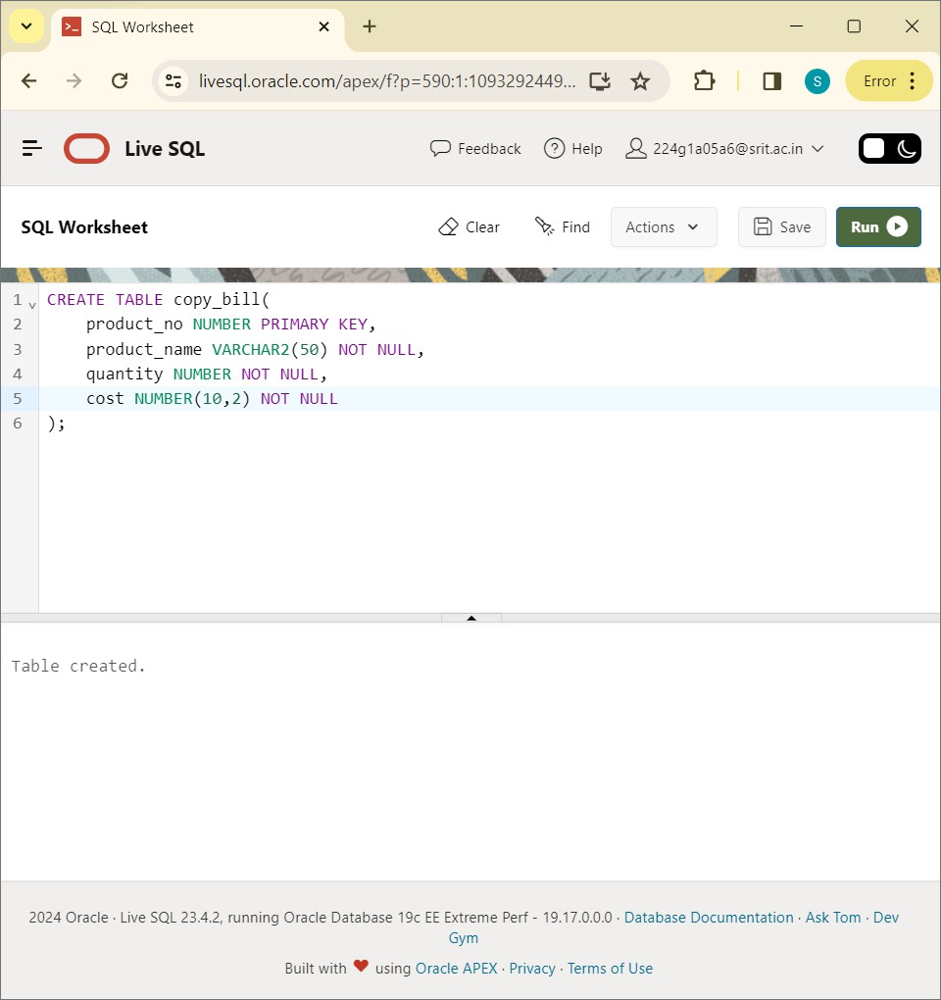 SQL Worksheet
livesql.oracle.com/apex/f?p=590:1:1093292449...
S
Error
Live SQL
Feedback
Help
224g1a05a6@srit.ac.in
SQL Worksheet
Clear
Find
Actions
Save
Run
1 CREATE TABLE copy_bill(
2 product_no NUMBER PRIMARY KEY,
3 product_name VARCHAR2(50) NOT NULL,
4 quantity NUMBER NOT NULL,
5 cost NUMBER(10,2) NOT NULL
6 );
Table created.
2024 Oracle · Live SQL 23.4.2, running Oracle Database 19c EE Extreme Perf - 19.17.0.0.0 · Database Documentation · Ask Tom · Dev
Gym
Built with ❤ using Oracle APEX · Privacy · Terms of Use